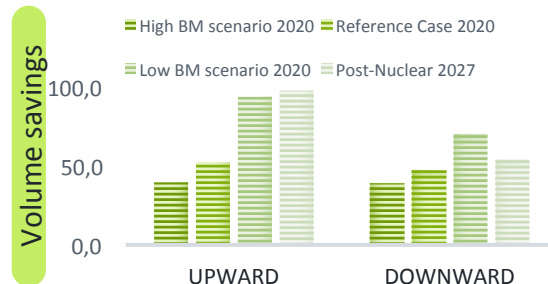 High BM scenario 2020 Reference Case 2020
Low BM scenario 2020 Post-Nuclear 2027
Volume savings
100,0
50,0
0,0
UPWARD DOWNWARD